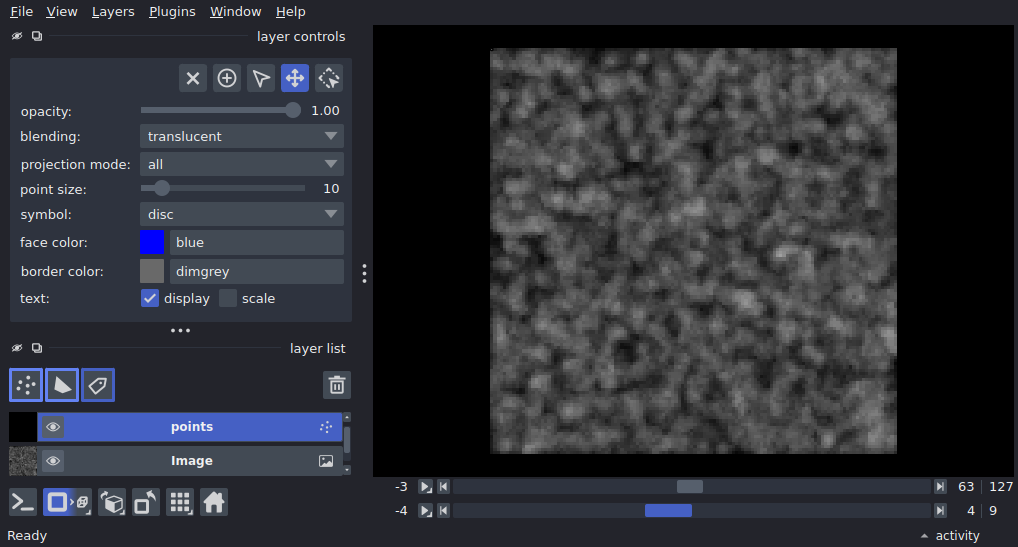 File View Layers Plugins Window Help
layer controls
opacity: 1.00
blending: translucent
projection mode: all
point size: 10
symbol: disc
face color: blue
border color: dimgrey
text: display scale
layer list
points
Image
-3 63 127
-4 4 9
Ready activity